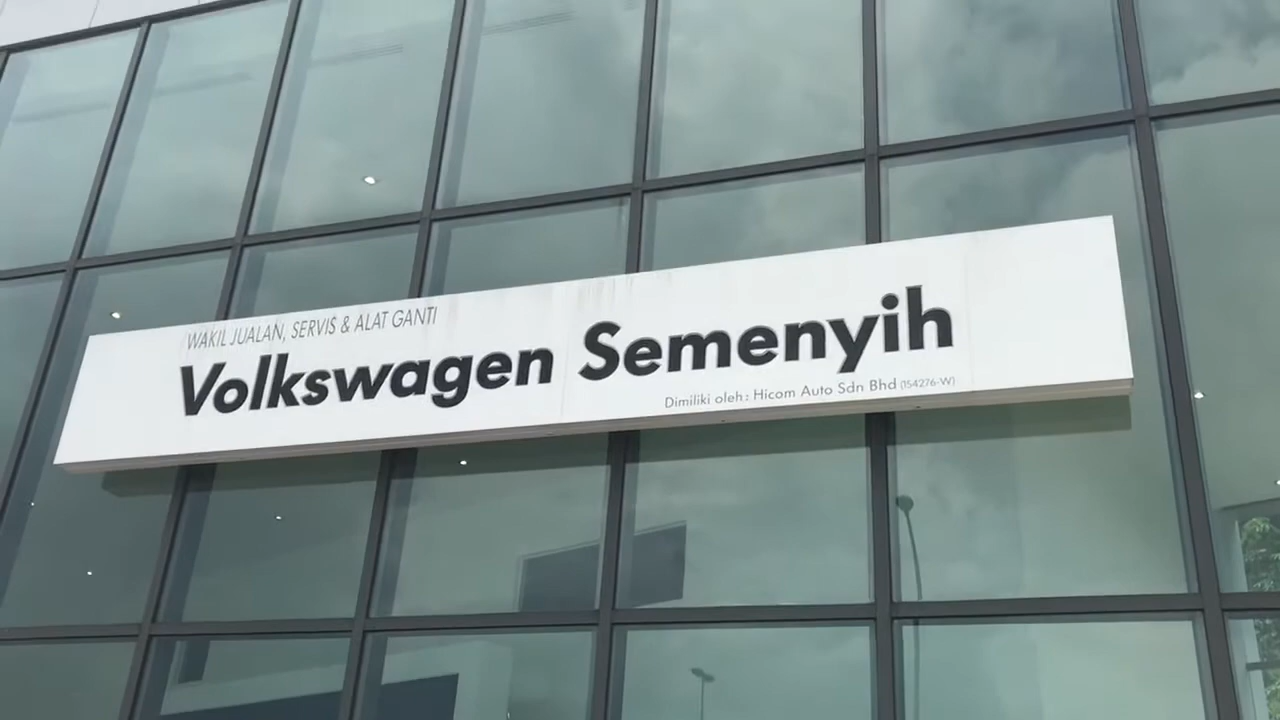 WAKIL JUALAN, SERVIS & ALAT GANTI
Volkswagen Semenyih
Dimiliki oleh: Hicom Auto Sdn Bhd (154276-W)